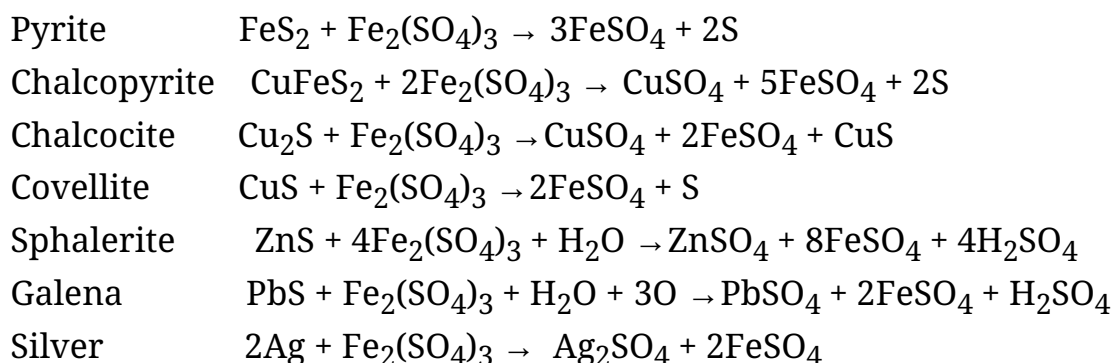 Pyrite FeS₂ + Fe₂(SO₄)₃ → 3FeSO₄ + 2S
Chalcopyrite CuFeS₂ + 2Fe₂(SO₄)₃ → CuSO₄ + 5FeSO₄ + 2S
Chalcocite Cu₂S + Fe₂(SO₄)₃ →CuSO₄ + 2FeSO₄ + CuS
Covellite CuS + Fe₂(SO₄)₃ →2FeSO₄ + S
Sphalerite ZnS + 4Fe₂(SO₄)₃ + H₂O →ZnSO₄ + 8FeSO₄ + 4H₂SO₄
Galena PbS + Fe₂(SO₄)₃ + H₂O + 3O →PbSO₄ + 2FeSO₄ + H₂SO₄
Silver 2Ag + Fe₂(SO₄)₃ → Ag₂SO₄ + 2FeSO₄